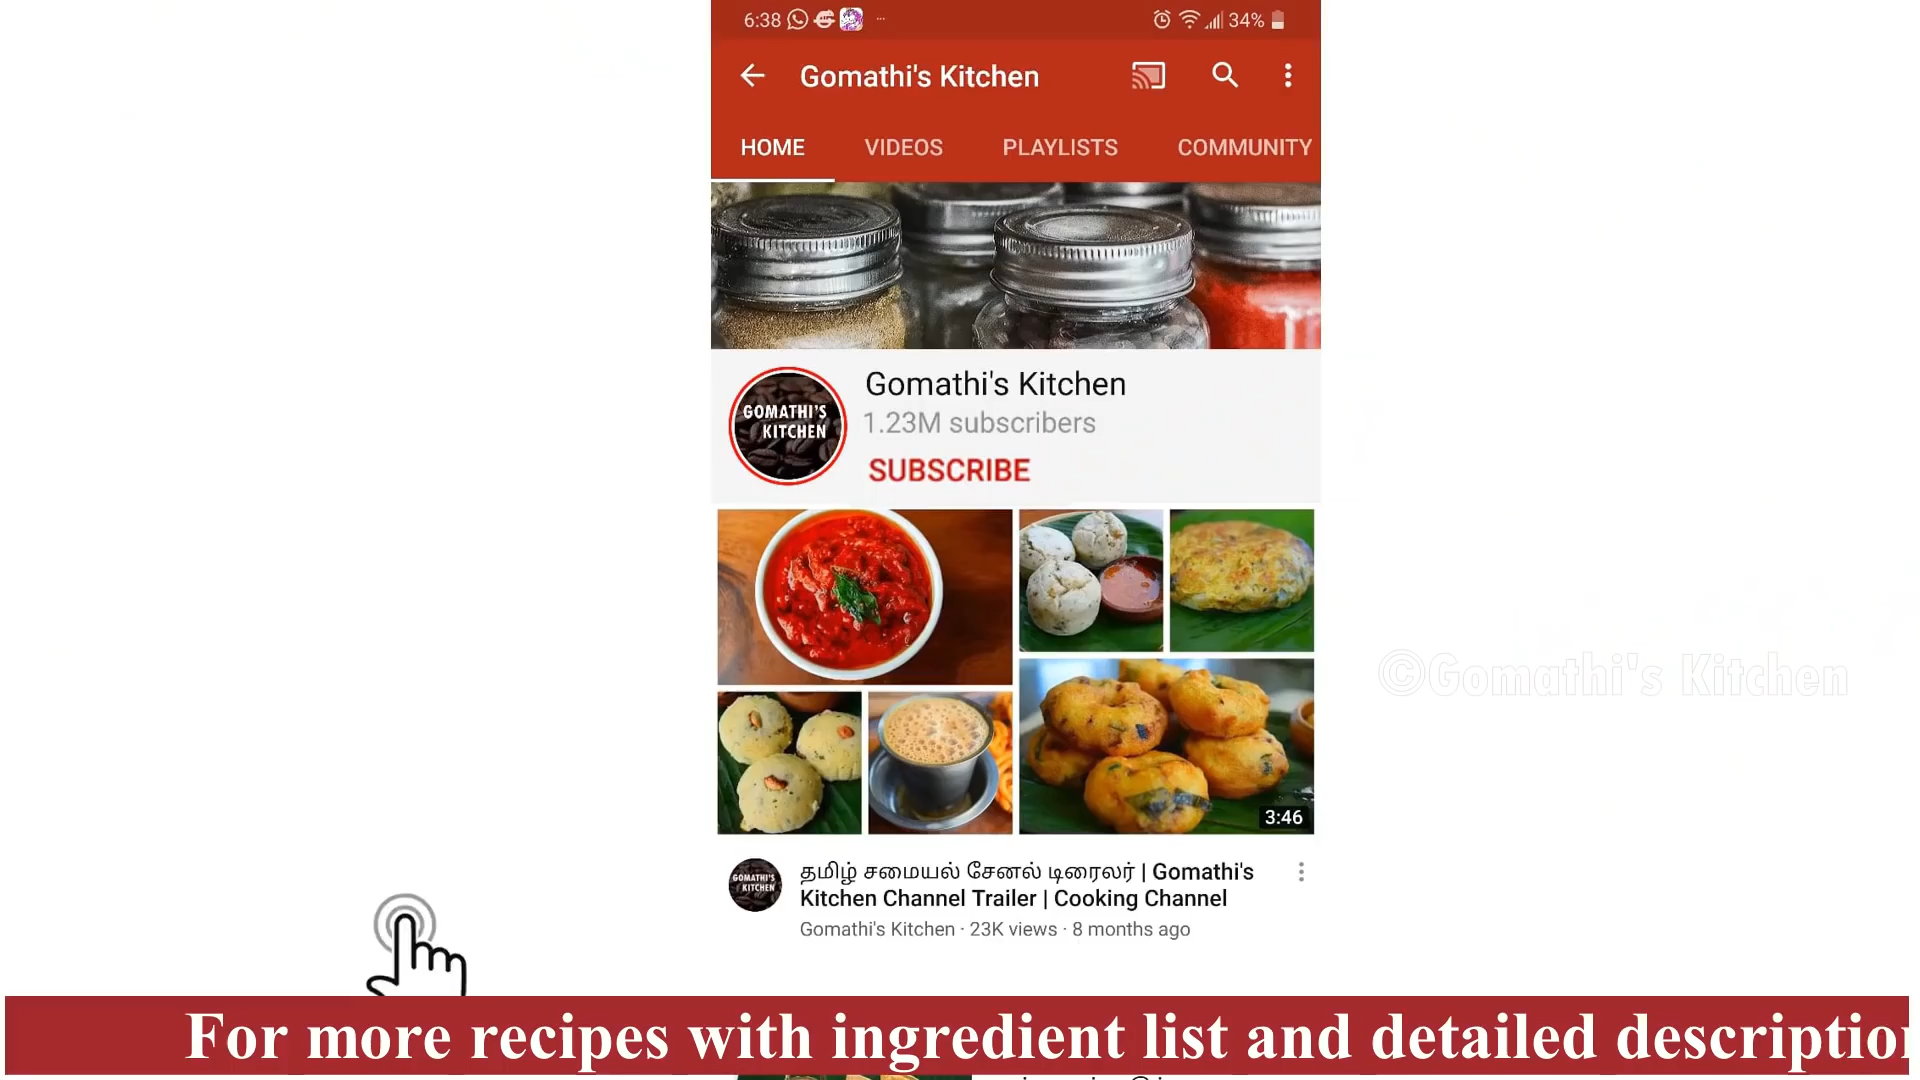 6:38
34%
Gomathi's Kitchen
HOME VIDEOS PLAYLISTS COMMUNITY
GOMATHI'S
KITCHEN
Gomathi's Kitchen
1.23M subscribers
SUBSCRIBE
©Gomathi's Kitchen
3:46
GOMATHI'S
KITCHEN
தமிழ் சமையல் சேனல் டிரைலர் | Gomathi's
Kitchen Channel Trailer | Cooking Channel
Gomathi's Kitchen · 23K views · 8 months ago
For more recipes with ingredient list and detailed description